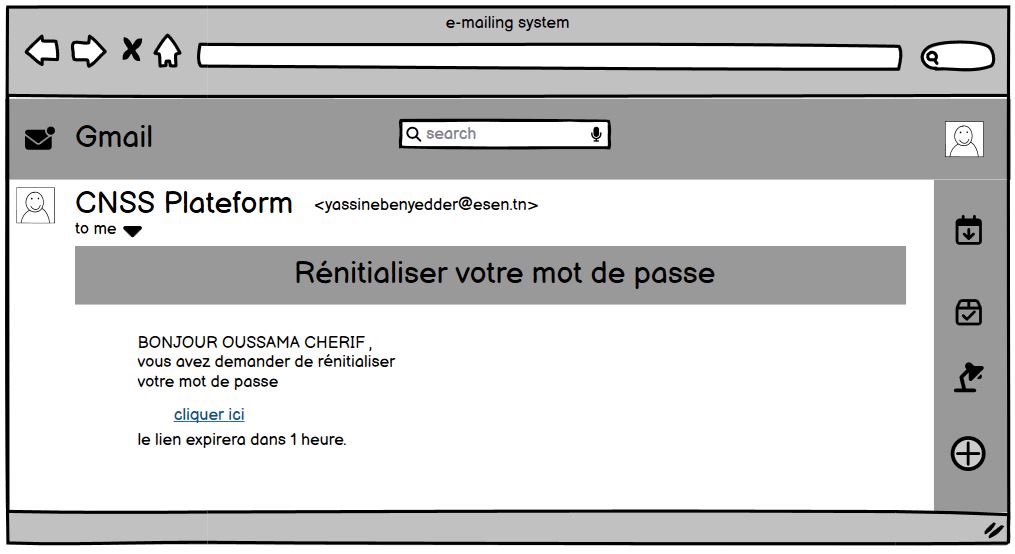 e-mailing system
Gmail
search
CNSS Plateform <yassinebenyedder@esen.tn>
to me
Rénitialiser votre mot de passe
BONJOUR OUSSAMA CHERIF ,
vous avez demander de rénitialiser
votre mot de passe
cliquer ici
le lien expirera dans 1 heure.